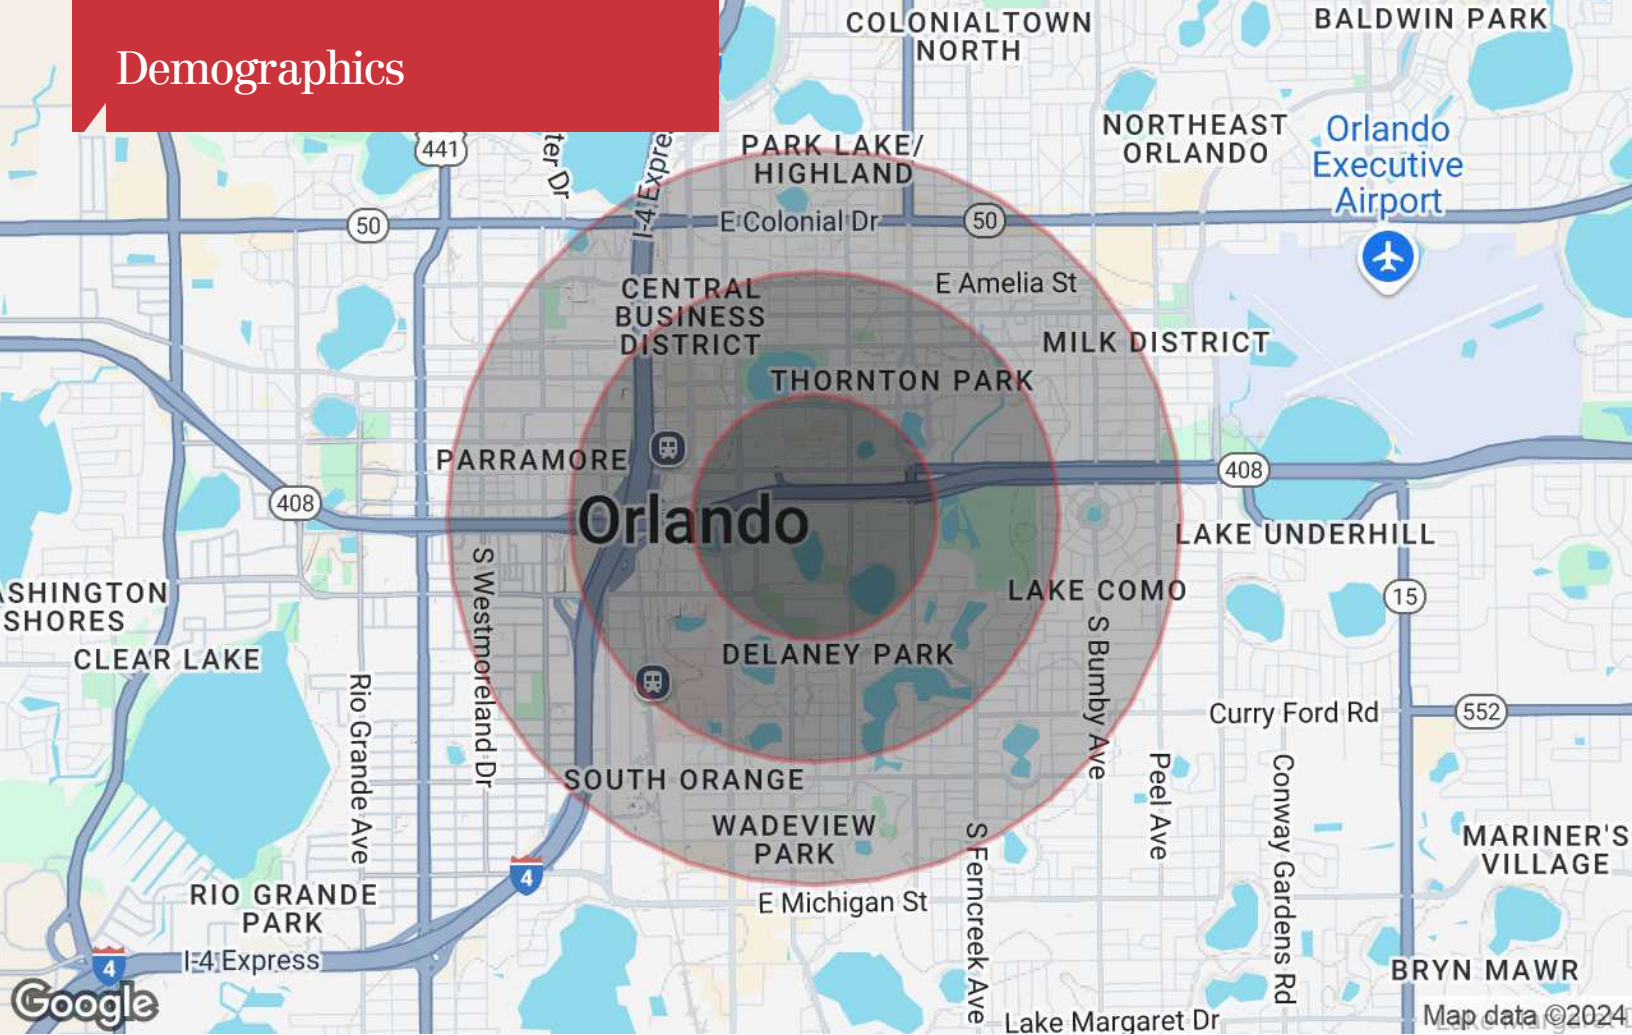 Demographics
COLONIALTOWN
NORTH
BALDWIN PARK
441
ter Dr
I-4 Expre
PARK LAKE/
HIGHLAND
NORTHEAST
ORLANDO
Orlando
Executive
Airport
50
E Colonial Dr
50
CENTRAL
BUSINESS
DISTRICT
E Amelia St
MILK DISTRICT
THORNTON PARK
PARRAMORE
408
408
Orlando
LAKE UNDERHILL
ASHINGTON
SHORES
S Westmoreland Dr
LAKE COMO
15
CLEAR LAKE
DELANEY PARK
S Bumby Ave
Rio Grande Ave
Curry Ford Rd
552
SOUTH ORANGE
Peel Ave
Conway Gardens Rd
WADEVIEW
PARK
S Ferncreek Ave
MARINER'S
VILLAGE
4
RIO GRANDE
PARK
E Michigan St
4
I-4 Express
BRYN MAWR
Google
Lake Margaret Dr
Map data ©2024